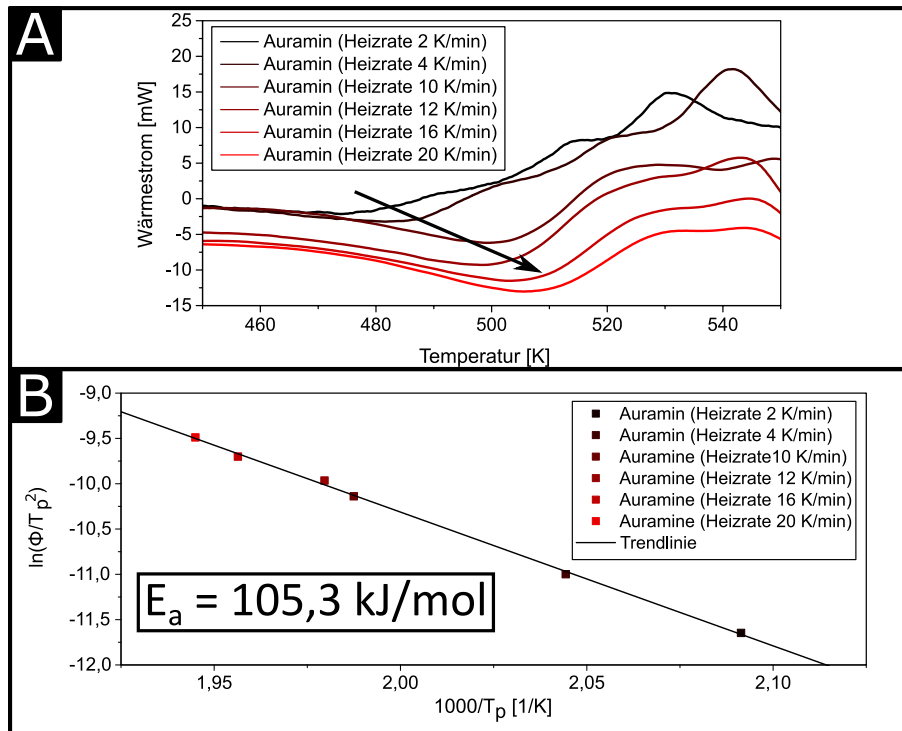 A
25
20
15
10
5
0
-5
-10
-15
Wärmestrom [mW]
Auramin (Heizrate 2 K/min)
Auramin (Heizrate 4 K/min)
Auramin (Heizrate 10 K/min)
Auramin (Heizrate 12 K/min)
Auramin (Heizrate 16 K/min)
Auramin (Heizrate 20 K/min)
460 480 500 520 540
Temperatur [K]
B
-9,0
-9,5
-10,0
-10,5
-11,0
-11,5
-12,0
ln(Φ/Tp²)
Auramin (Heizrate 2 K/min)
Auramin (Heizrate 4 K/min)
Auramine (Heizrate10 K/min)
Auramine (Heizrate 12 K/min)
Auramine (Heizrate 16 K/min)
Auramine (Heizrate 20 K/min)
Trendlinie
Ea = 105,3 kJ/mol
1,95 2,00 2,05 2,10
1000/Tp [1/K]